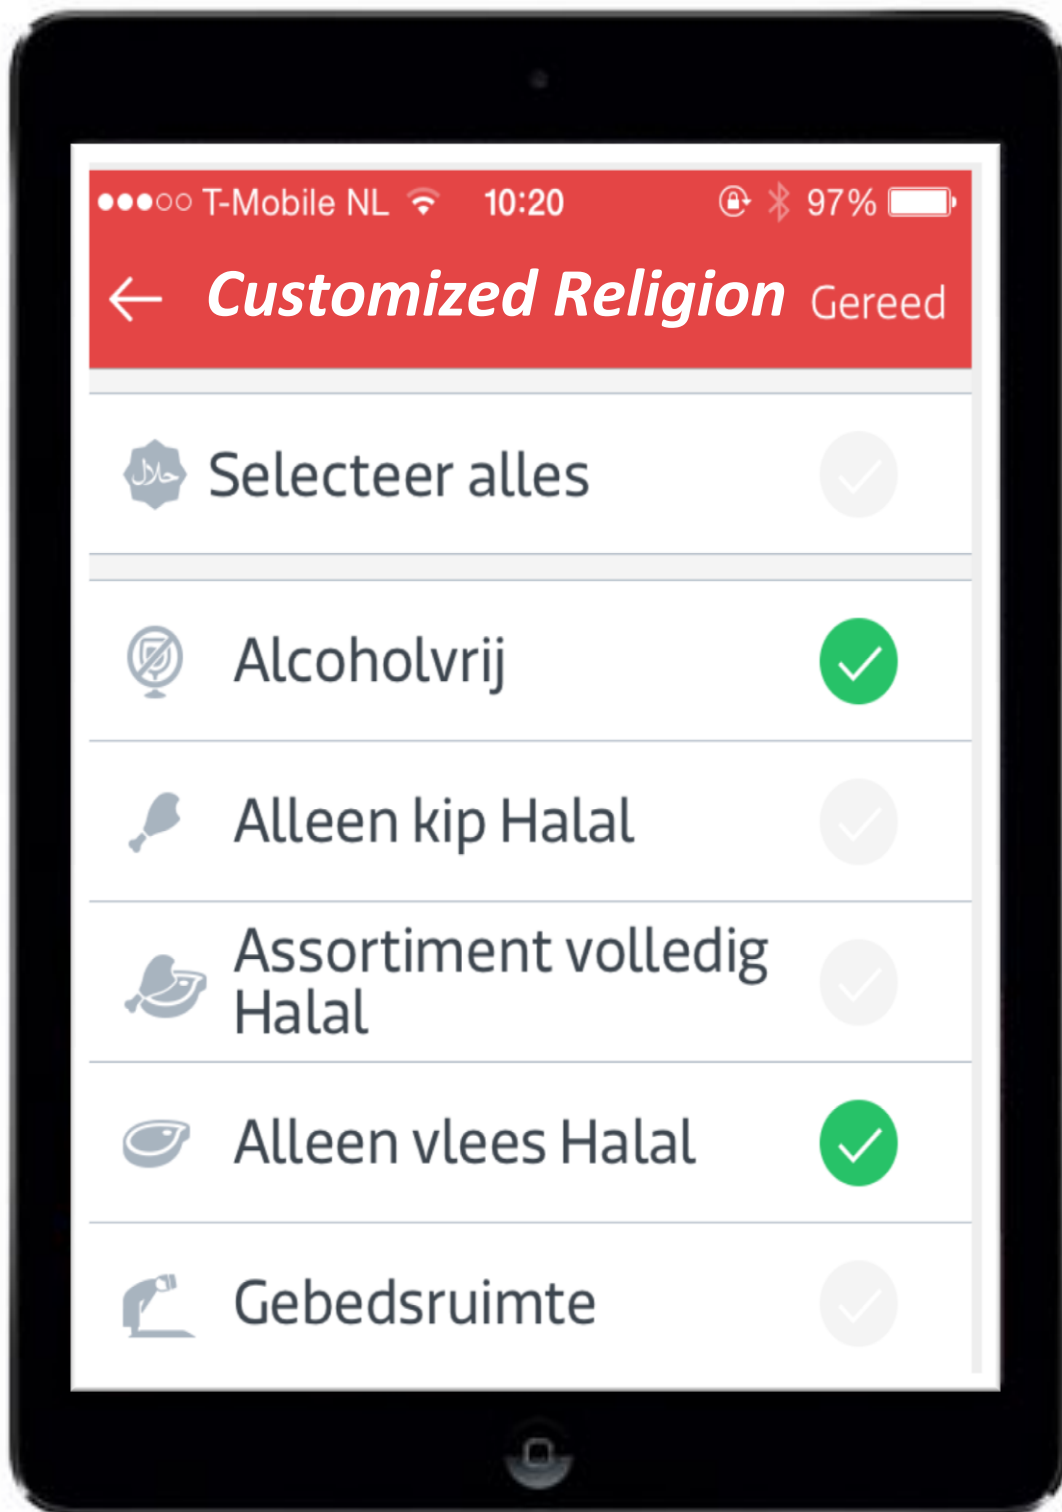 T-Mobile NL 10:20 97%
Customized Religion Gereed
حلال Selecteer alles
Alcoholvrij
Alleen kip Halal
Assortiment volledig
Halal
Alleen vlees Halal
Gebedsruimte